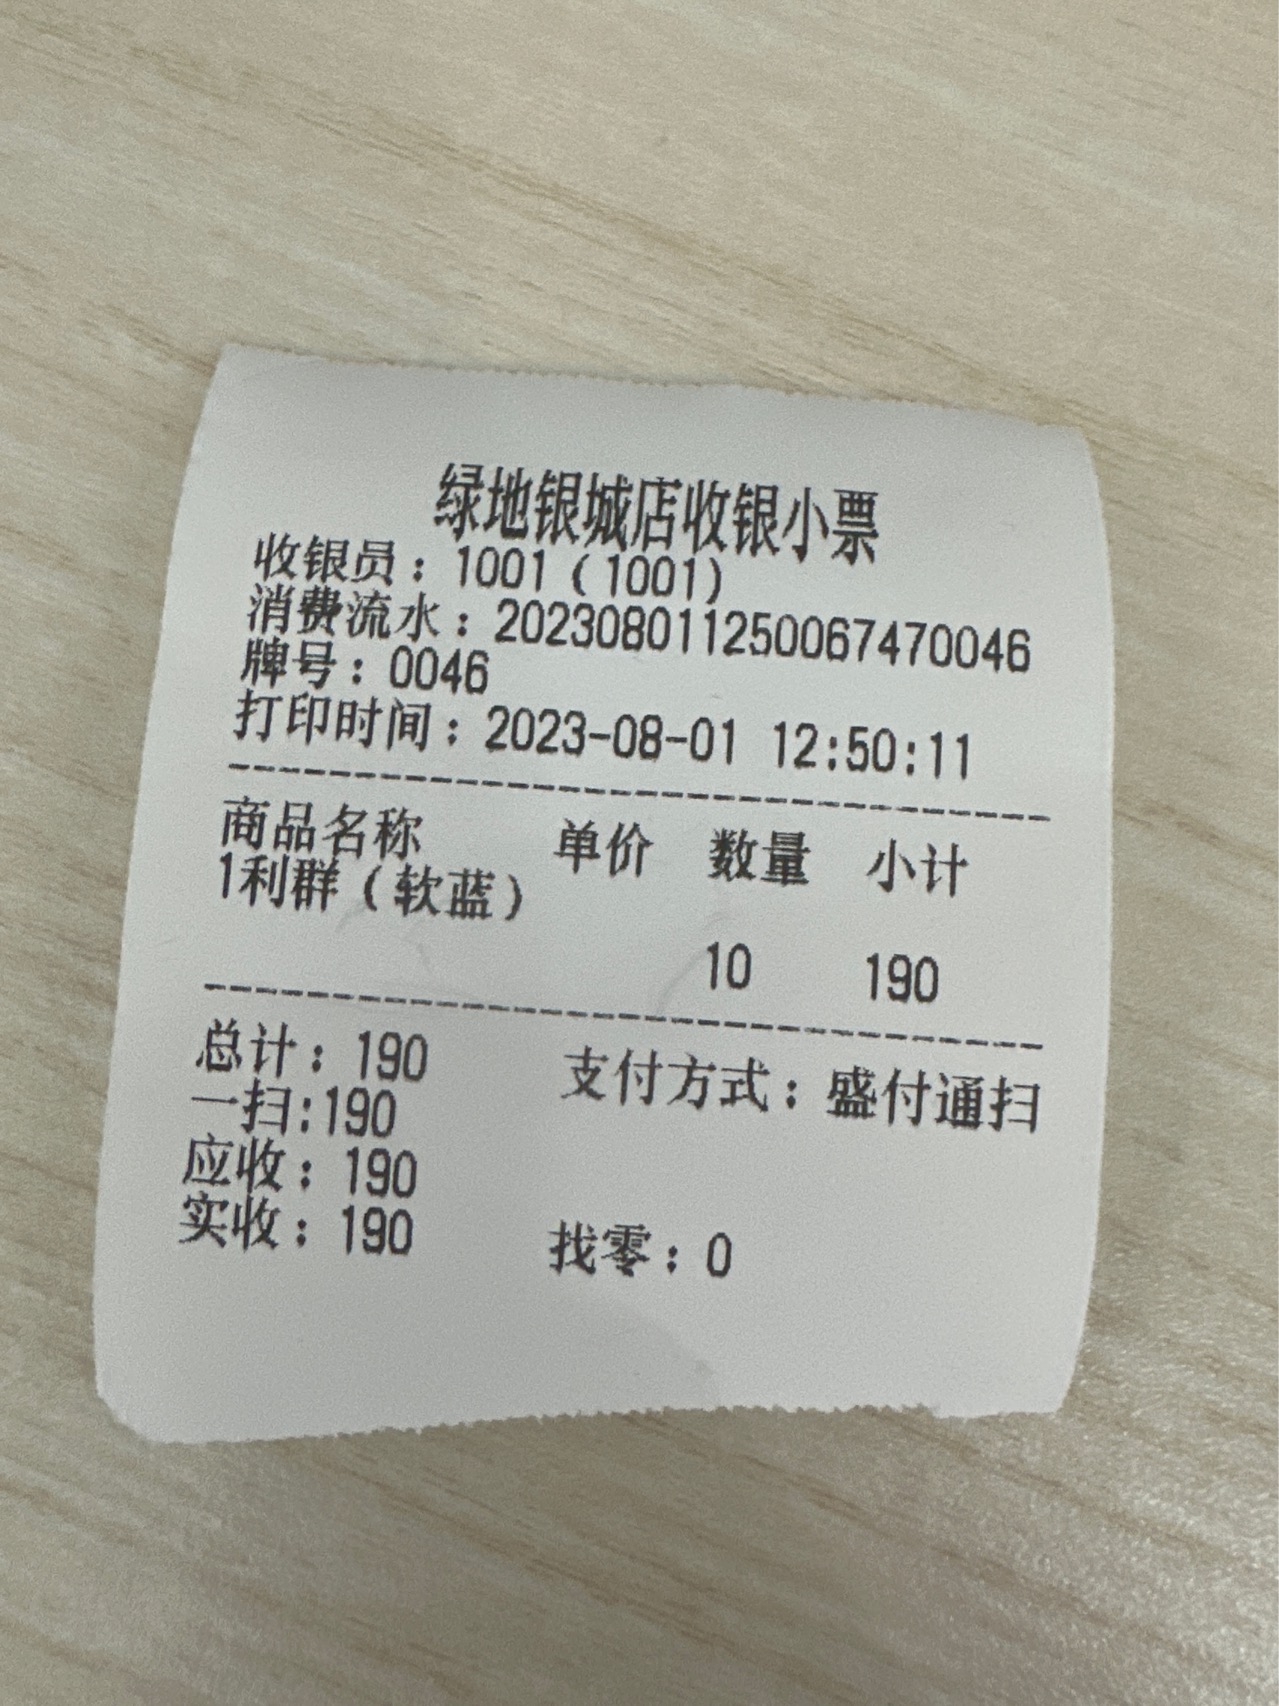 绿地银城店收银小票
收银员：1001（1001）
消费流水：202308011250067470046
牌号：0046
打印时间：2023-08-01 12:50:11
--------------------------------
商品名称 单价 数量 小计
1利群（软蓝）
10 190
--------------------------------
总计：190 支付方式：盛付通扫
一扫:190
应收：190
实收：190 找零：0